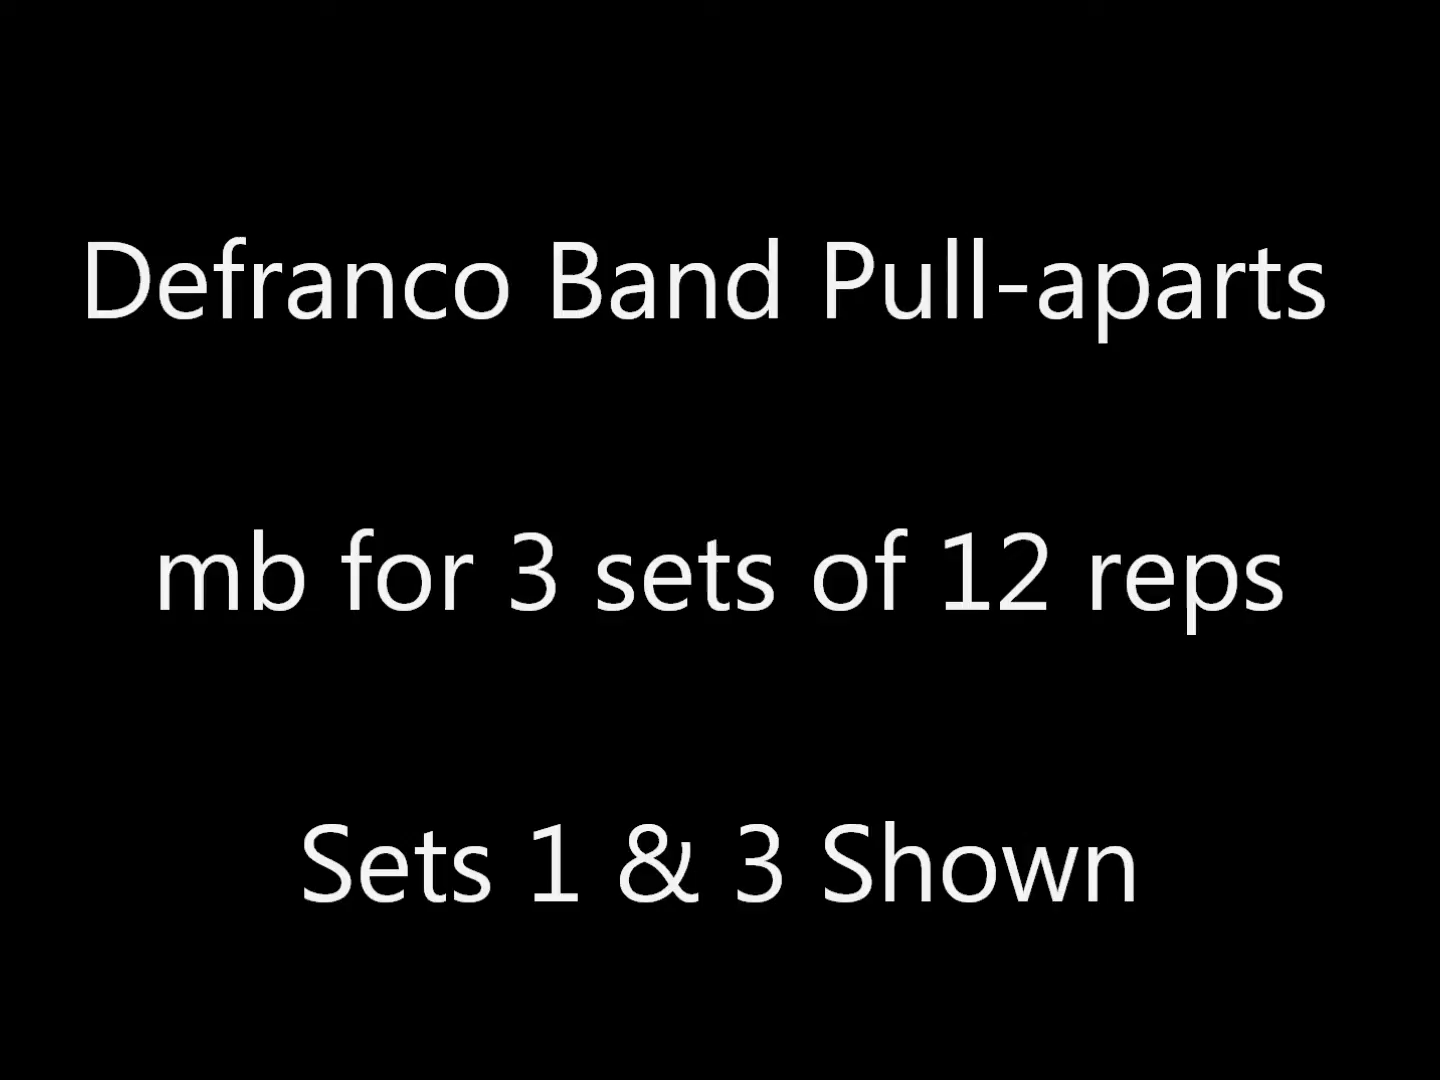 Defranco Band Pull-aparts
mb for 3 sets of 12 reps
Sets 1 & 3 Shown